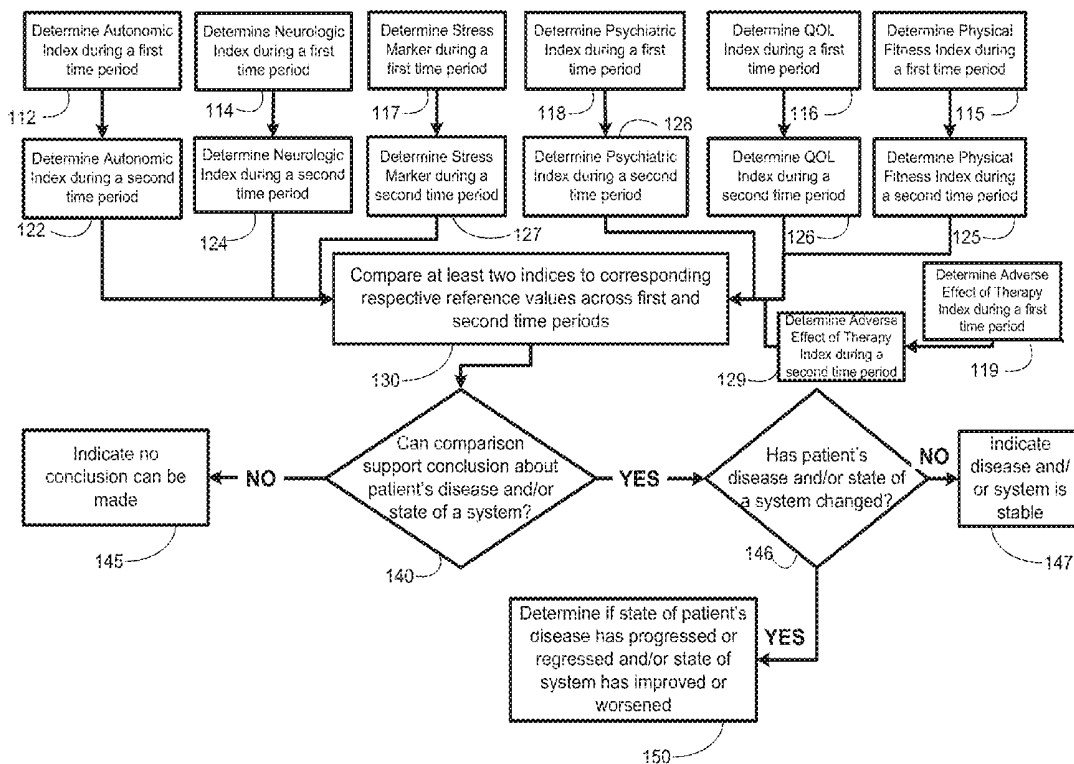 Determine Autonomic
Index during a first
time period
112
Determine Neurologic
Index during a first
time period
114
Determine Stress
Marker during a
first time period
117
Determine Psychiatric
Index during a first
time period
118
Determine QOL
Index during a first
time period
116
Determine Physical
Fitness Index during
a first time period
115
Determine Autonomic
Index during a second
time period
122
Determine Neurologic
Index during a second
time period
124
Determine Stress
Marker during a
second time period
127
128
Determine Psychiatric
Index during a second
time period
Determine QOL
Index during a
second time period
126
Determine Physical
Fitness Index during
a second time period
125
Compare at least two indices to corresponding
respective reference values across first and
second time periods
130
Determine Adverse
Effect of Therapy
Index during a first
time period
119
Determine Adverse
Effect of Therapy
Index during a
second time period
129
Can comparison
support conclusion about
patient's disease and/or
state of a system?
140
NO
Indicate no
conclusion can be
made
145
YES
Has patient's
disease and/or state of
a system changed?
146
NO
indicate
disease and/
or system is
stable
147
YES
Determine if state of patient's
disease has progressed or
regressed and/or state of
system has improved or
worsened
150